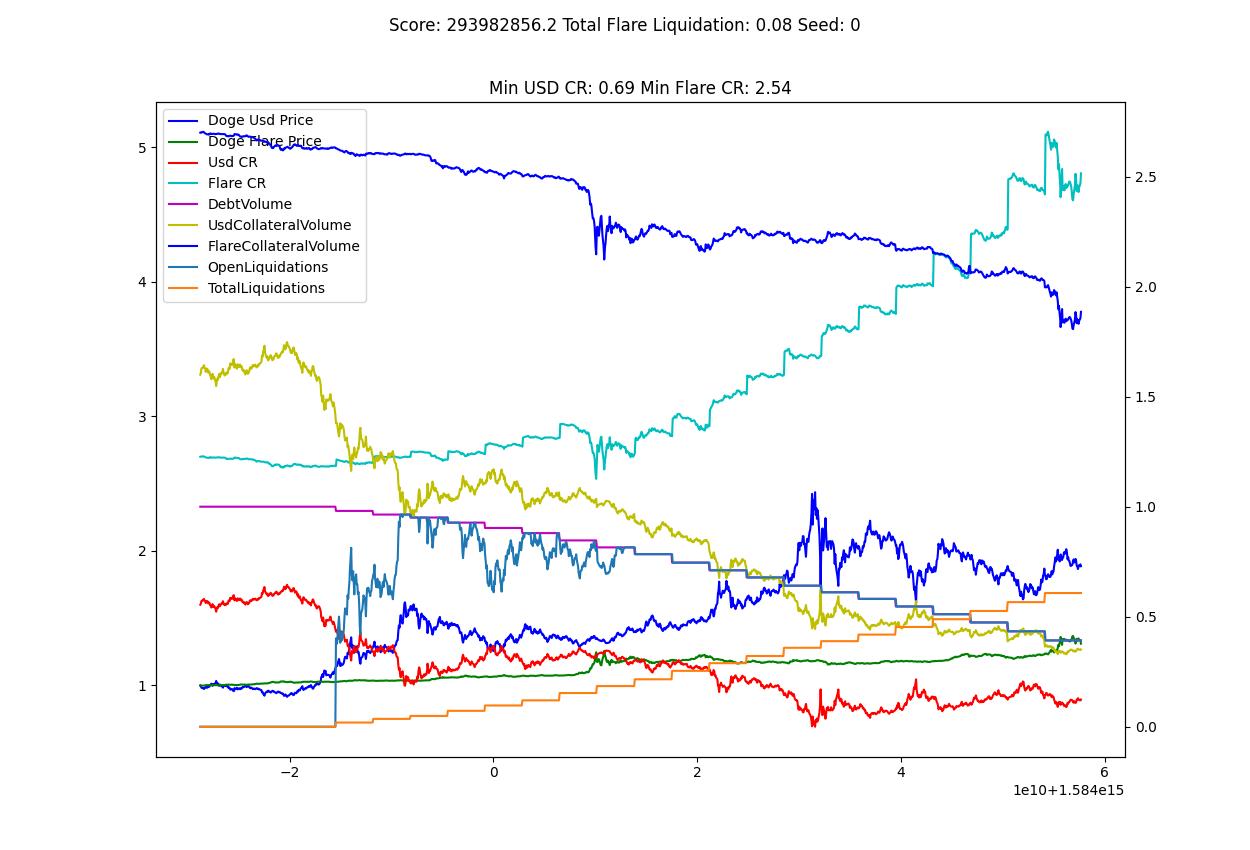 Score: 293982856.2 Total Flare Liquidation: 0.08 Seed: 0
Min USD CR: 0.69 Min Flare CR: 2.54
Doge Usd Price
Doge Flare Price
Usd CR
Flare CR
DebtVolume
UsdCollateralVolume
FlareCollateralVolume
OpenLiquidations
TotalLiquidations
5
4
3
2
1
2.5
2.0
1.5
1.0
0.5
0.0
−2
0
2
4
6
1e10+1.584e15